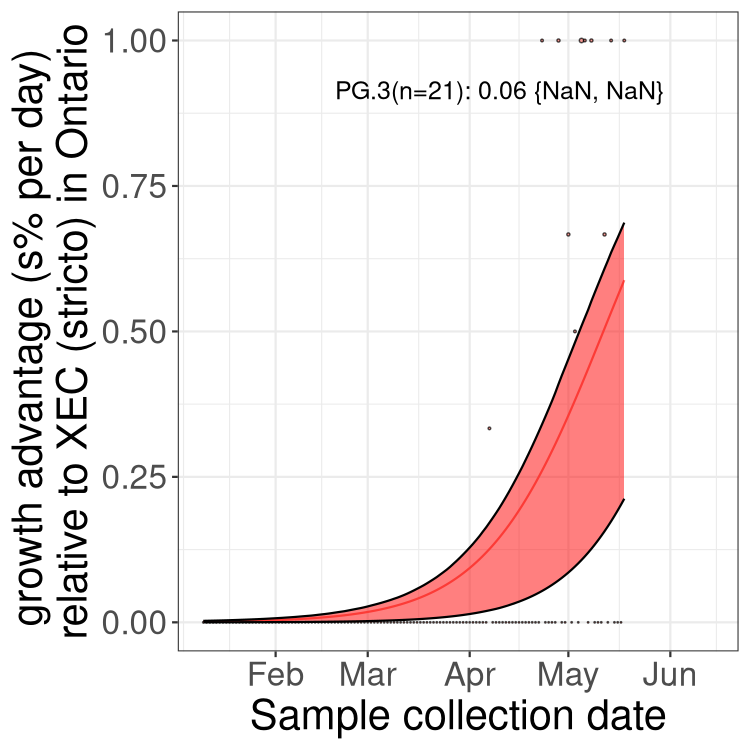 growth advantage (s% per day)
relative to XEC (stricto) in Ontario
1.00
0.75
0.50
0.25
0.00
PG.3(n=21): 0.06 {NaN, NaN}
Feb Mar Apr May Jun
Sample collection date